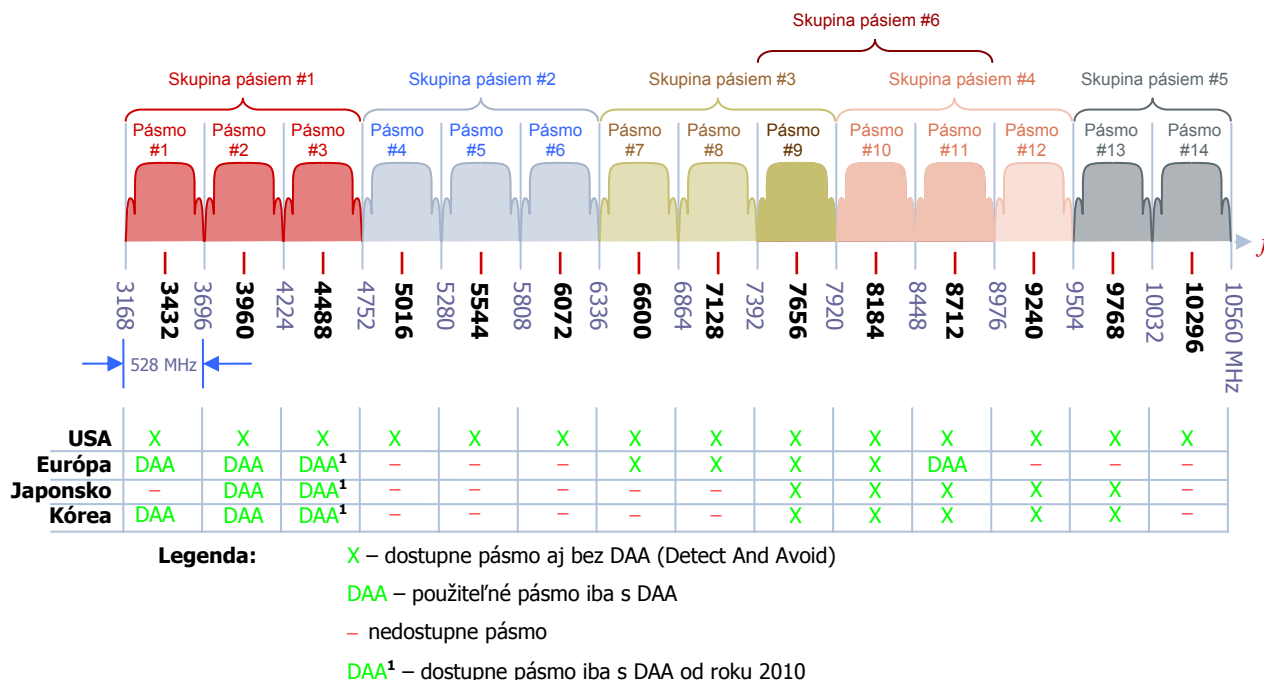 Skupina pásiem #6
Skupina pásiem #1 Skupina pásiem #2 Skupina pásiem #3 Skupina pásiem #4 Skupina pásiem #5
Pásmo #1 Pásmo #2 Pásmo #3 Pásmo #4 Pásmo #5 Pásmo #6 Pásmo #7 Pásmo #8 Pásmo #9 Pásmo #10 Pásmo #11 Pásmo #12 Pásmo #13 Pásmo #14
f
3168 3432 3696 3960 4224 4488 4752 5016 5280 5544 5808 6072 6336 6600 6864 7128 7392 7656 7920 8184 8448 8712 8976 9240 9504 9768 10032 10296 10560 MHz
528 MHz
USA X X X X X X X X X X X X X X
Európa DAA DAA DAA¹ – – – X X X X DAA – – –
Japonsko – DAA DAA¹ – – – – – X X X X X –
Kórea DAA DAA DAA¹ – – – – – X X X X X –
Legenda: X – dostupne pásmo aj bez DAA (Detect And Avoid)
DAA – použiteľné pásmo iba s DAA
– nedostupne pásmo
DAA¹ – dostupne pásmo iba s DAA od roku 2010